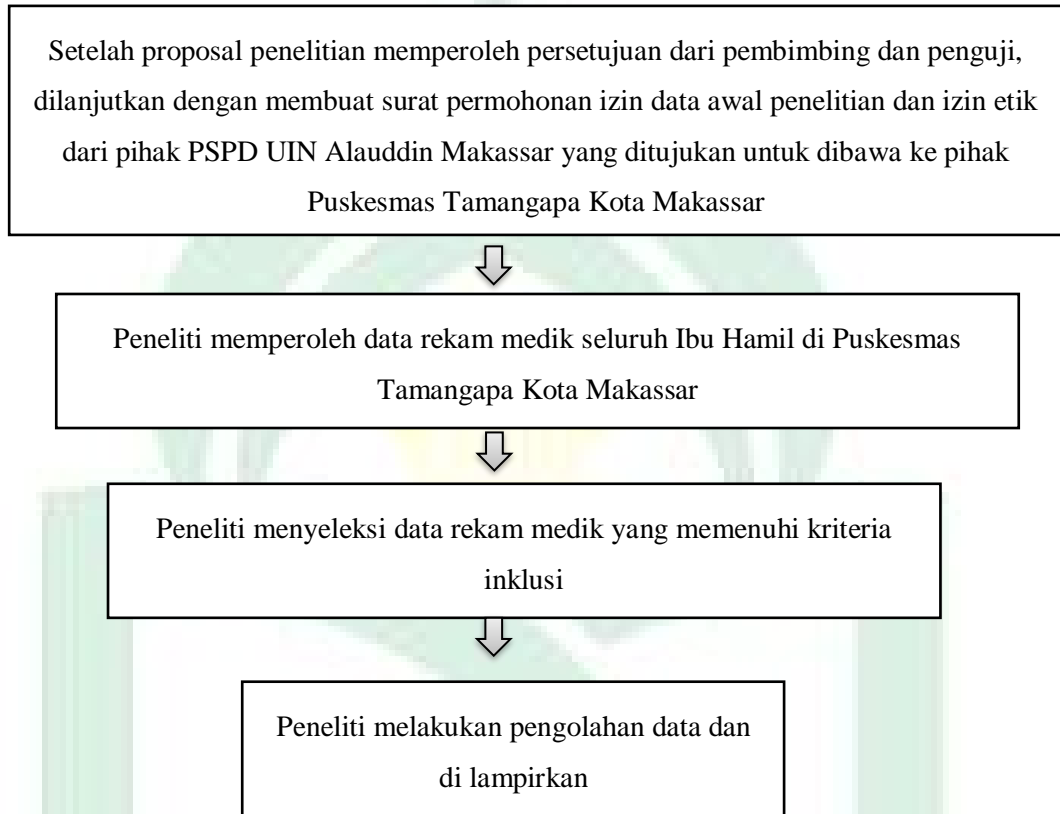 Setelah proposal penelitian memperoleh persetujuan dari pembimbing dan penguji,
dilanjutkan dengan membuat surat permohonan izin data awal penelitian dan izin etik
dari pihak PSPD UIN Alauddin Makassar yang ditujukan untuk dibawa ke pihak
Puskesmas Tamangapa Kota Makassar
Peneliti memperoleh data rekam medik seluruh Ibu Hamil di Puskesmas
Tamangapa Kota Makassar
Peneliti menyeleksi data rekam medik yang memenuhi kriteria
inklusi
Peneliti melakukan pengolahan data dan
di lampirkan